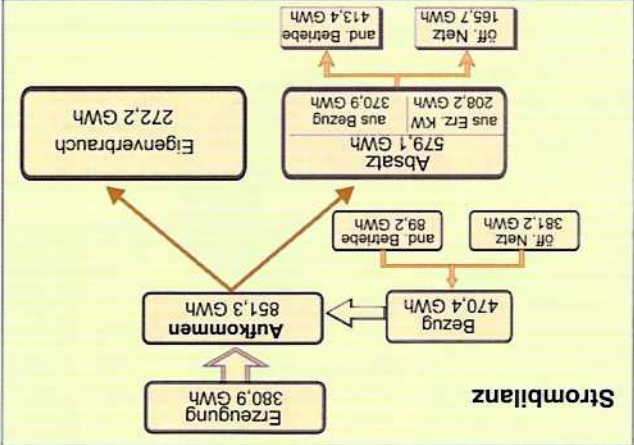 Strombilanz
Erzeugung
380,9 GWh
Bezug
470,4 GWh
Aufkommen
851,3 GWh
öff. Netz
381,2 GWh
and. Betriebe
89,2 GWh
Absatz
579,1 GWh
aus Erz. KW
208,2 GWh
aus Bezug
370,9 GWh
Eigenverbrauch
272,2 GWh
öff. Netz
165,7 GWh
and. Betriebe
413,4 GWh